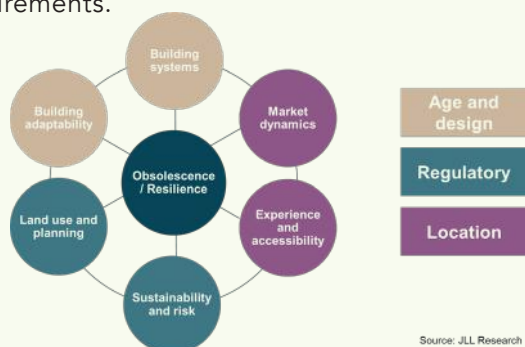 urements.
Building
systems
Building
adaptability
Market
dynamics
Obsolescence
/ Resilience
Land use and
planning
Experience
and
accessibility
Sustainability
and risk
Age and
design
Regulatory
Location
Source: JLL Research